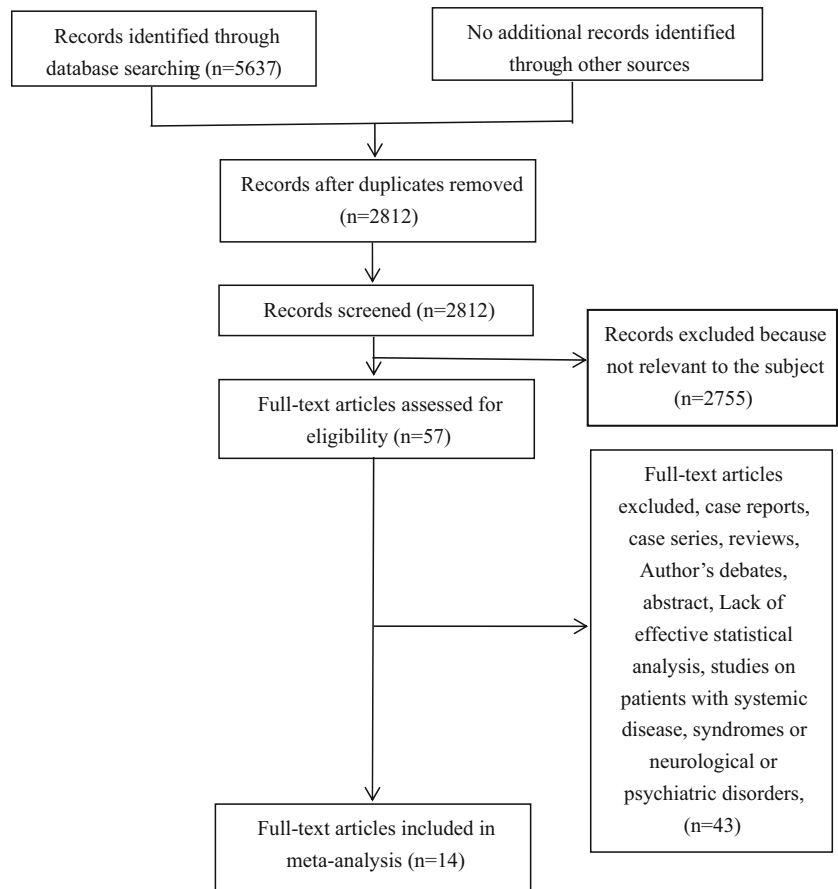 Records identified through
database searching (n=5637)
No additional records identified
through other sources
Records after duplicates removed
(n=2812)
Records screened (n=2812)
Records excluded because
not relevant to the subject
(n=2755)
Full-text articles assessed for
eligibility (n=57)
Full-text articles
excluded, case reports,
case series, reviews,
Author’s debates,
abstract, Lack of
effective statistical
analysis, studies on
patients with systemic
disease, syndromes or
neurological or
psychiatric disorders,
(n=43)
Full-text articles included in
meta-analysis (n=14)